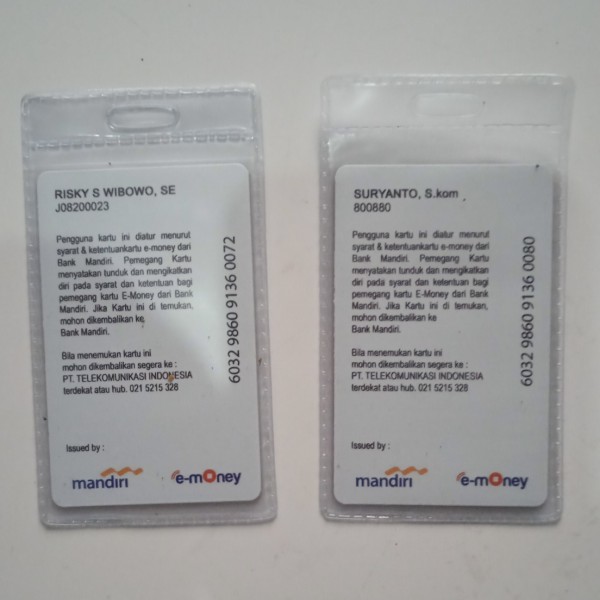 RISKY S WIBOWO, SE
J08200023
Pengguna kartu ini diatur menurut
syarat & ketentuankartu e-money dari
Bank Mandiri. Pemegang Kartu
menyatakan tunduk dan mengikatkan
diri pada syarat dan ketentuan bagi
pemegang kartu E-Money dari Bank
Mandiri. Jika Kartu ini di temukan,
mohon dikembalikan ke
Bank Mandiri.
Bila menemukan kartu ini
mohon dikembalikan segera ke :
PT. TELEKOMUNIKASI INDONESIA
terdekat atau hub. 021 5215 328
6032 9860 9136 0072
Issued by :
mandiri
e-money
SURYANTO, S.kom
800880
Pengguna kartu ini diatur menurut
syarat & ketentuankartu e-money dari
Bank Mandiri. Pemegang Kartu
menyatakan tunduk dan mengikatkan
diri pada syarat dan ketentuan bagi
pemegang kartu E-Money dari Bank
Mandiri. Jika Kartu ini di temukan,
mohon dikembalikan ke
Bank Mandiri.
Bila menemukan kartu ini
mohon dikembalikan segera ke :
PT. TELEKOMUNIKASI INDONESIA
terdekat atau hub. 021 5215 328
6032 9860 9136 0080
Issued by :
mandiri
e-money